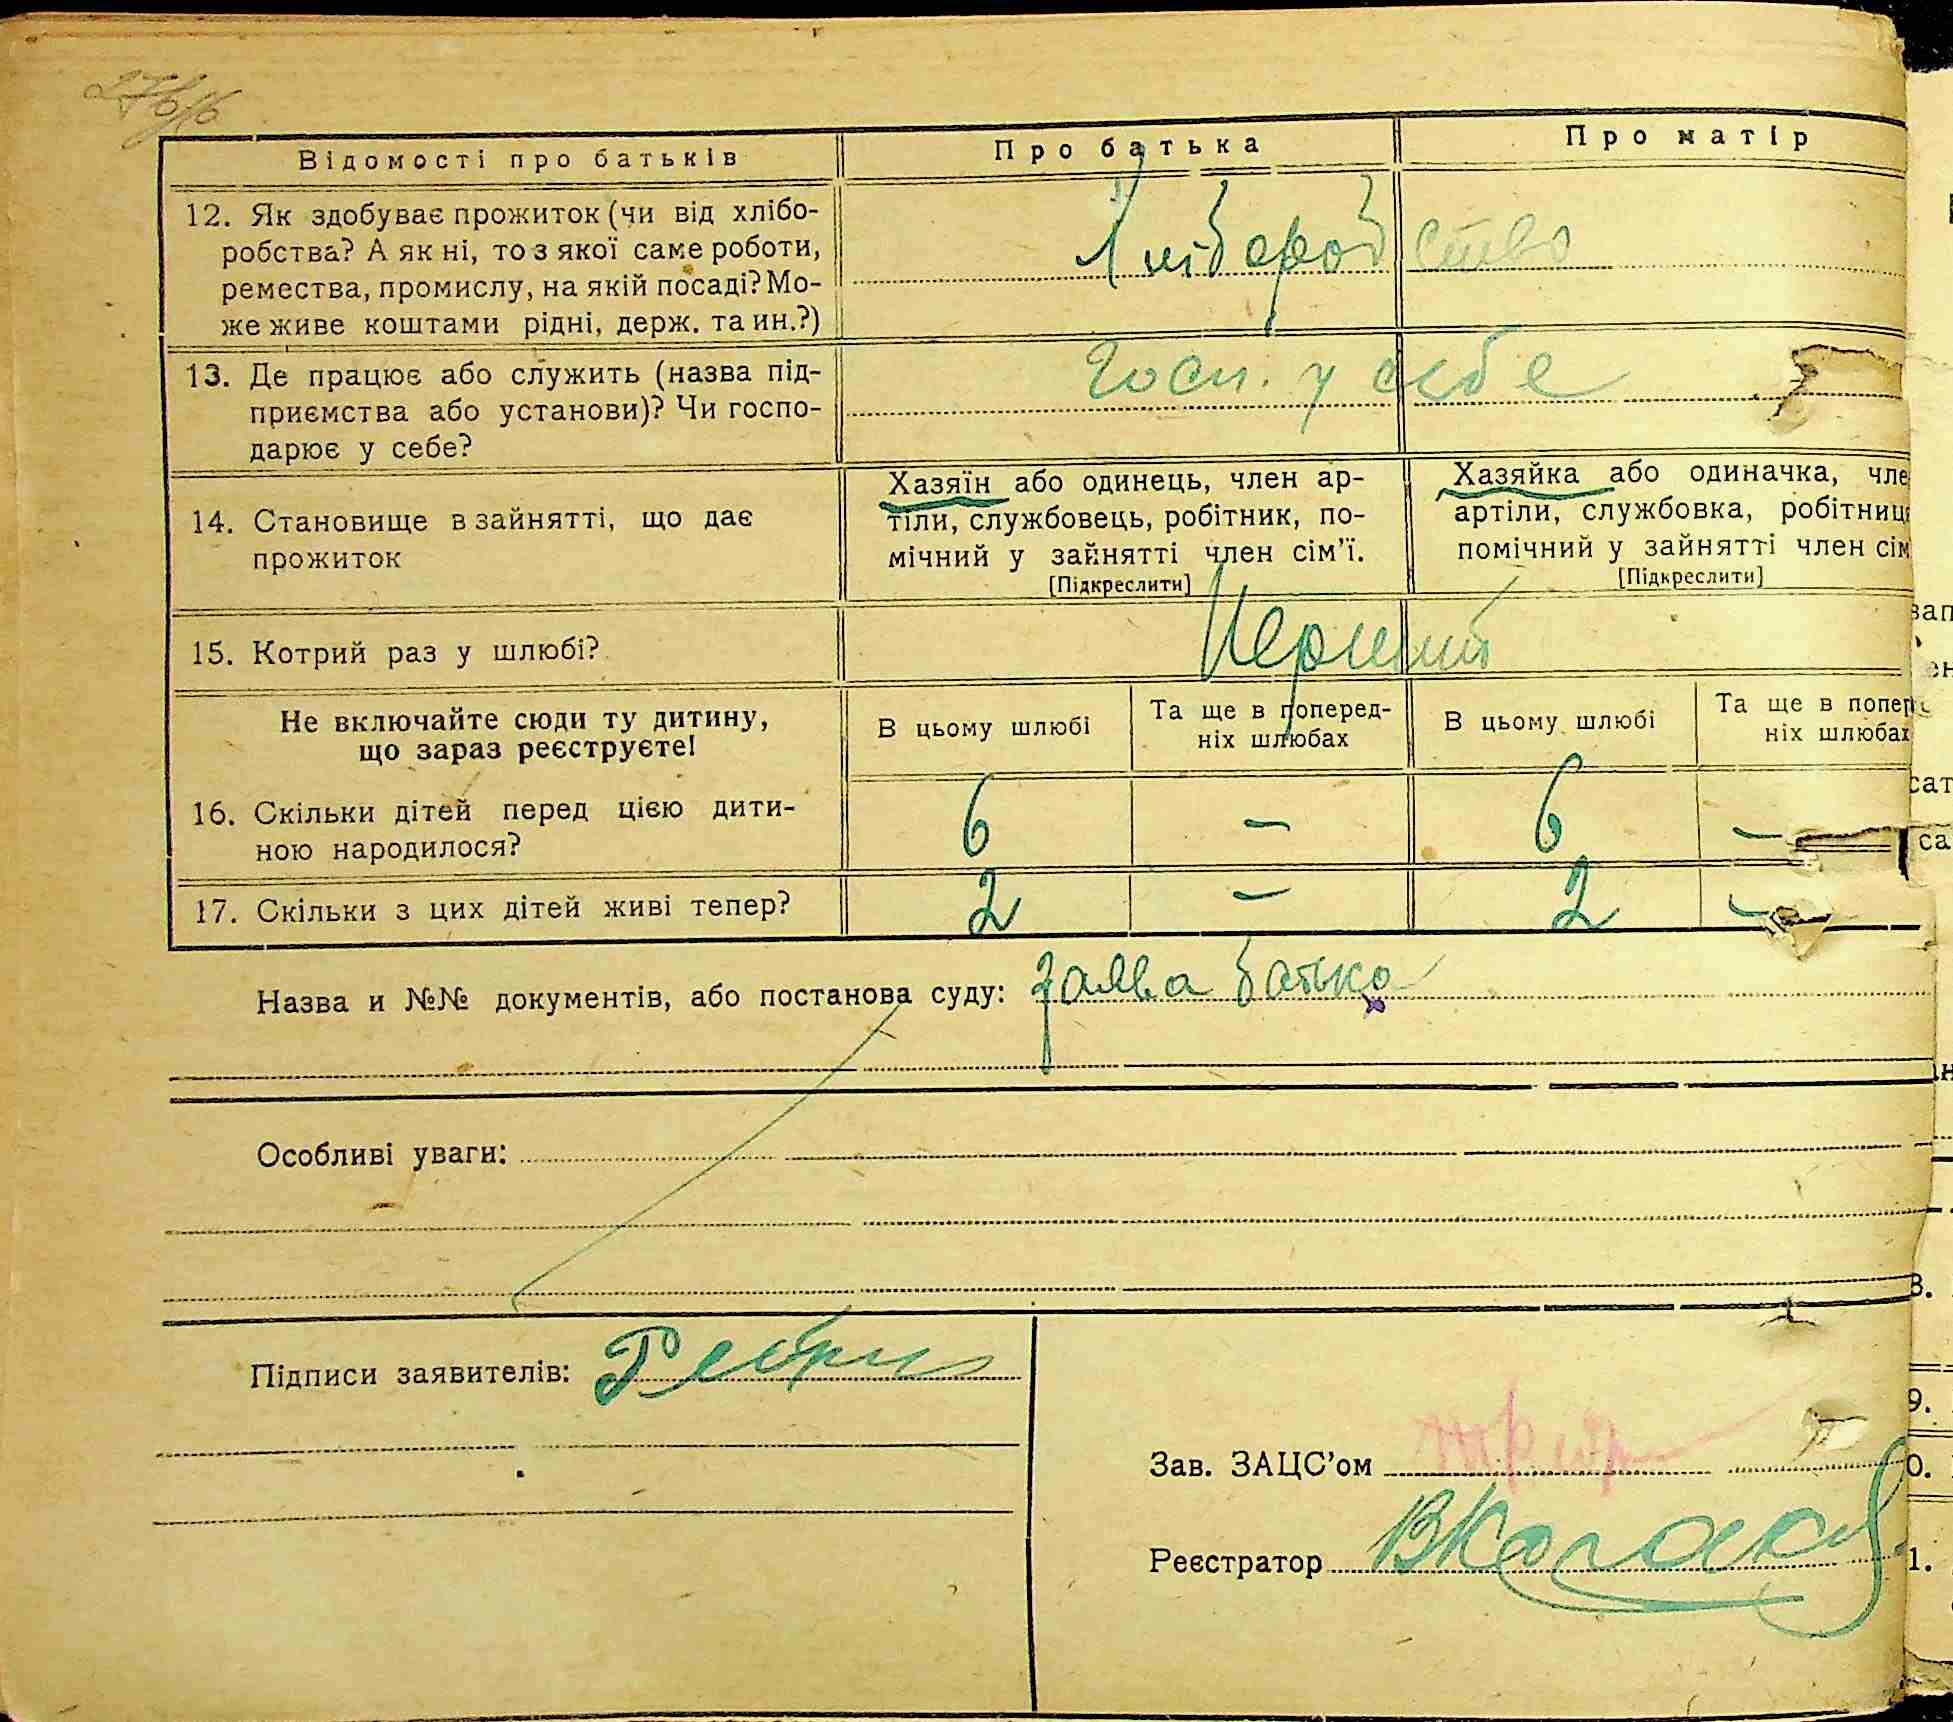 Відомості про батьків
Про батька
Про матір
12. Як здобуває прожиток (чи від хлібо-
робства? А як ні, то з якої саме роботи,
ремества, промислу, на якій посаді? Мо-
же живе коштами рідні, держ. та ин.?)
Хліборобство
13. Де працює або служить (назва під-
приємства або установи)? Чи госпо-
дарює у себе?
Госп. у себе
14. Становище в зайнятті, що дає
прожиток
Хазяїн або одинець, член ар-
тіли, службовець, робітник, по-
мічний у зайнятті член сім'ї.
[Підкреслити]
Хазяйка або одиначка, чле
артіли, службовка, робітниц
помічний у зайнятті член сім
[Підкреслити]
15. Котрий раз у шлюбі?
Перший
Не включайте сюди ту дитину,
що зараз реєструєте!
В цьому шлюбі
Та ще в поперед-
ніх шлюбах
В цьому шлюбі
Та ще в попер
ніх шлюбах
16. Скільки дітей перед цією дити-
ною народилося?
6 – 6 –
17. Скільки з цих дітей живі тепер?
2 – 2 –
Назва и №№ документів, або постанова суду: заява батька
Особливі уваги:
Підписи заявителів:
Зав. ЗАЦС'ом
Реєстратор